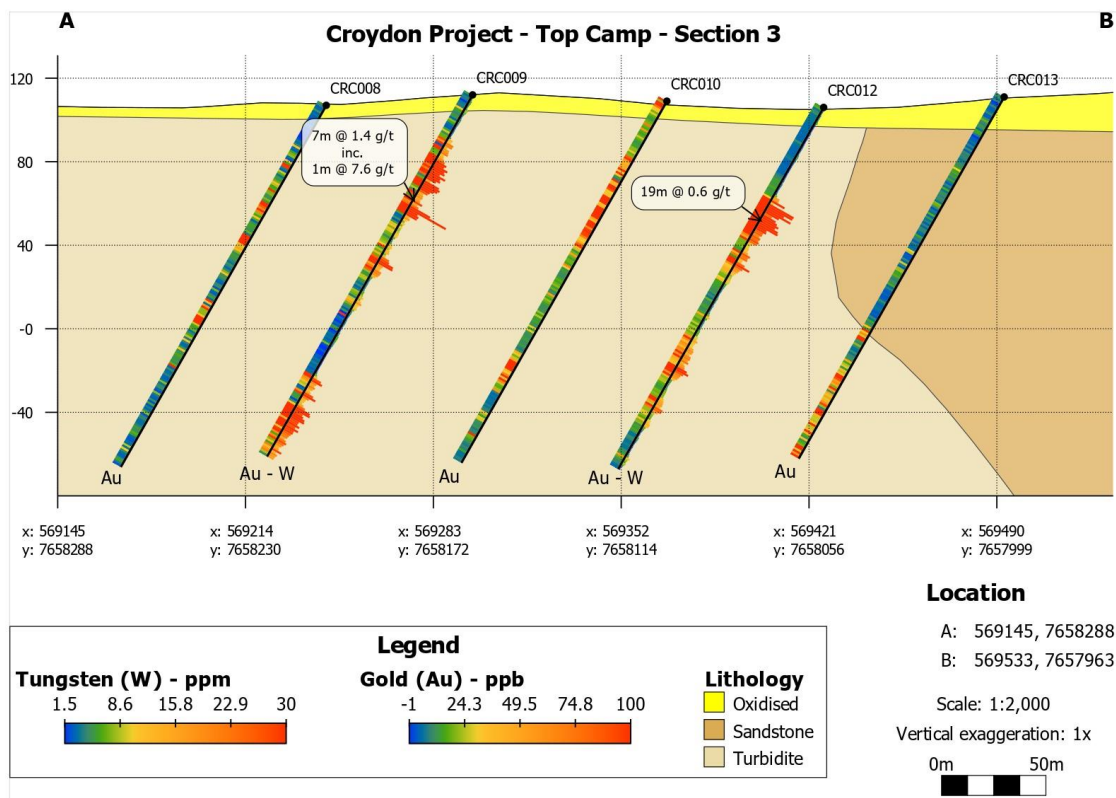 A
B
Croydon Project - Top Camp - Section 3
120
80
40
-0
-40
CRC008
CRC009
CRC010
CRC012
CRC013
7m @ 1.4 g/t
inc.
1m @ 7.6 g/t
19m @ 0.6 g/t
Au
Au - W
Au
Au - W
Au
x: 569145
y: 7658288
x: 569214
y: 7658230
x: 569283
y: 7658172
x: 569352
y: 7658114
x: 569421
y: 7658056
x: 569490
y: 7657999
Legend
Tungsten (W) - ppm
1.5 8.6 15.8 22.9 30
Gold (Au) - ppb
-1 24.3 49.5 74.8 100
Lithology
Oxidised
Sandstone
Turbidite
Location
A: 569145, 7658288
B: 569533, 7657963
Scale: 1:2,000
Vertical exaggeration: 1x
0m 50m